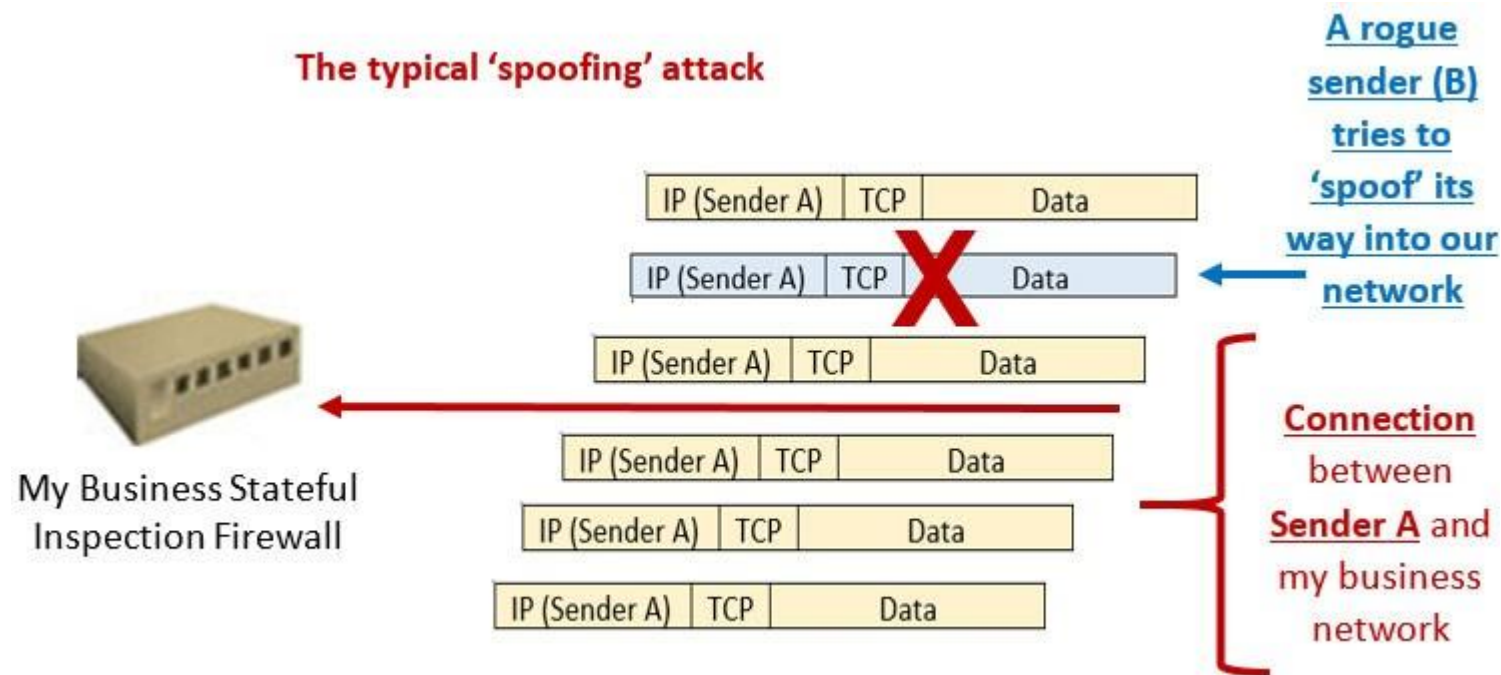 The typical ‘spoofing’ attack
A rogue
sender (B)
tries to
‘spoof’ its
way into our
network
IP (Sender A) TCP Data
IP (Sender A) TCP Data
IP (Sender A) TCP Data
IP (Sender A) TCP Data
IP (Sender A) TCP Data
IP (Sender A) TCP Data
My Business Stateful
Inspection Firewall
Connection
between
Sender A and
my business
network